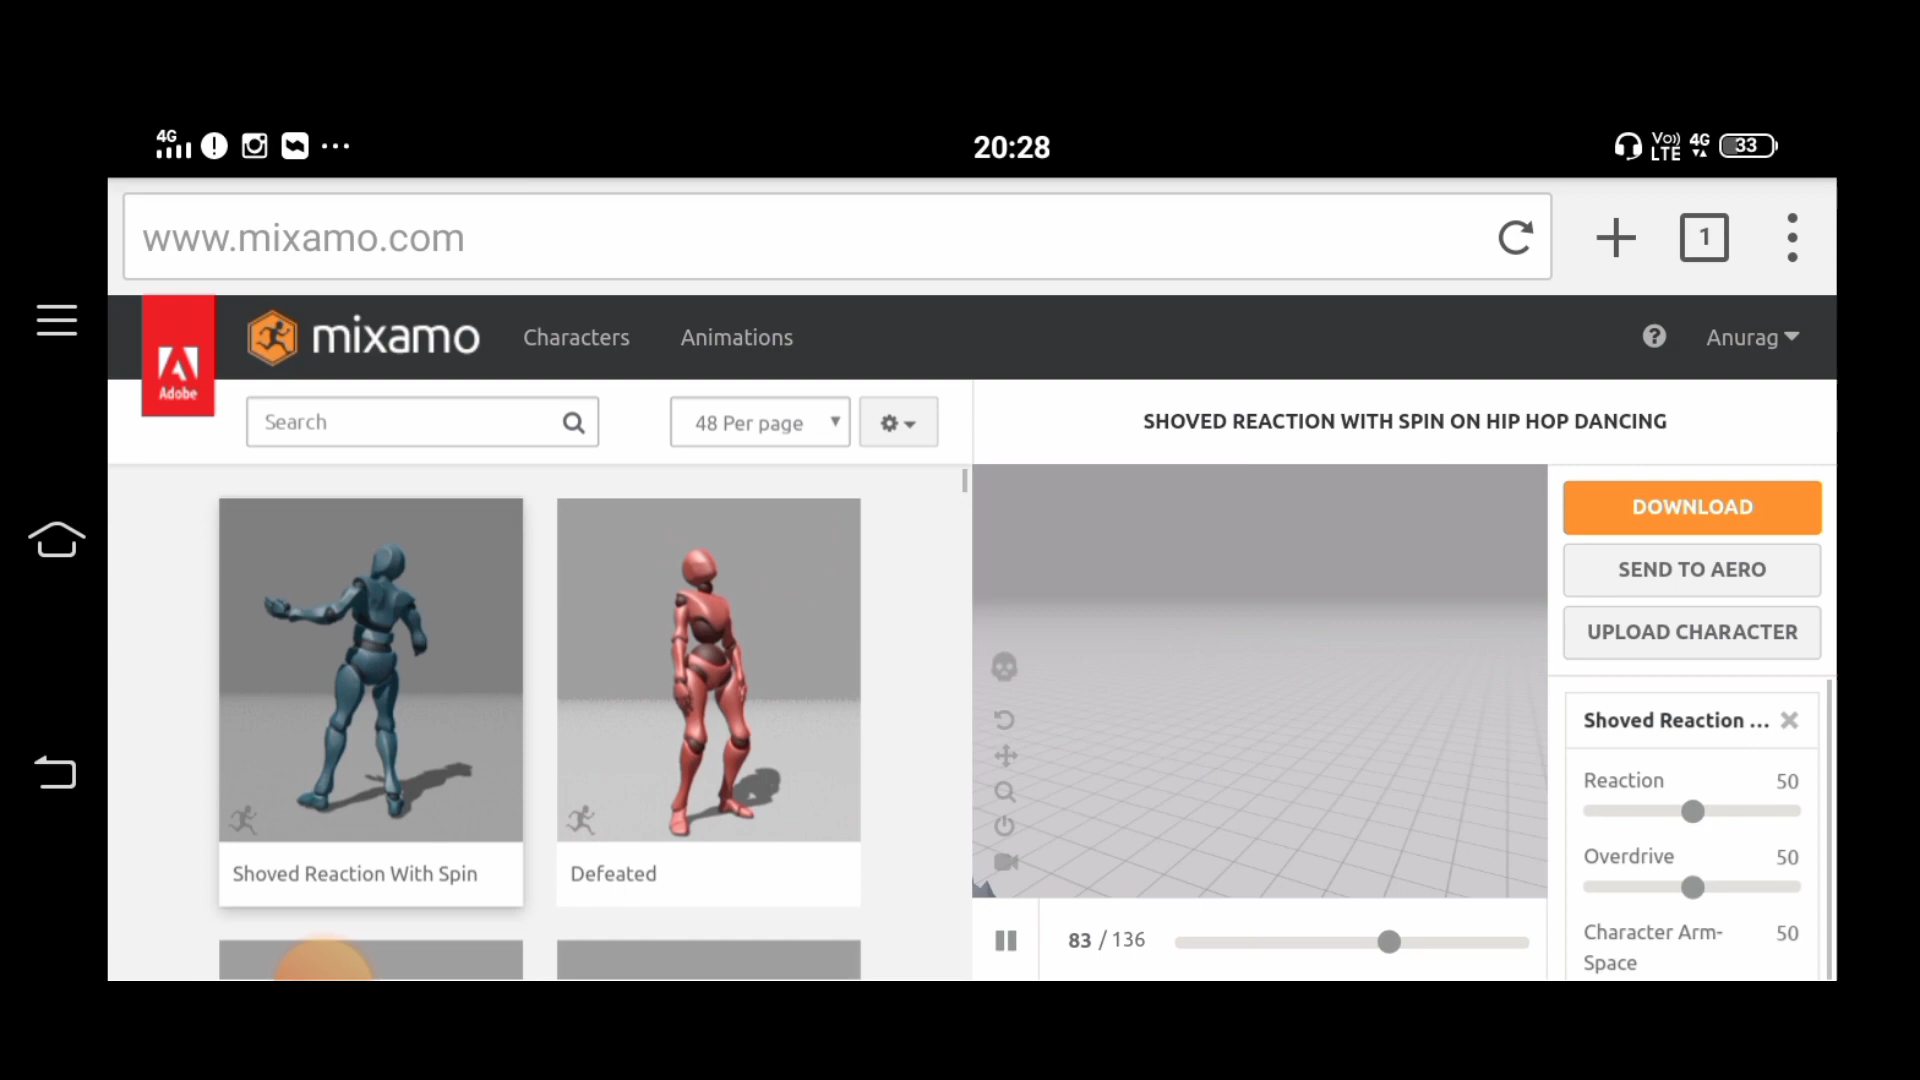 4G
20:28
Vo))
LTE
4G
33
www.mixamo.com
1
Adobe
mixamo
Characters
Animations
Anurag
Search
48 Per page
SHOVED REACTION WITH SPIN ON HIP HOP DANCING
DOWNLOAD
SEND TO AERO
UPLOAD CHARACTER
Shoved Reaction With Spin
Defeated
83 / 136
Shoved Reaction ...
Reaction 50
Overdrive 50
Character Arm- 50
Space